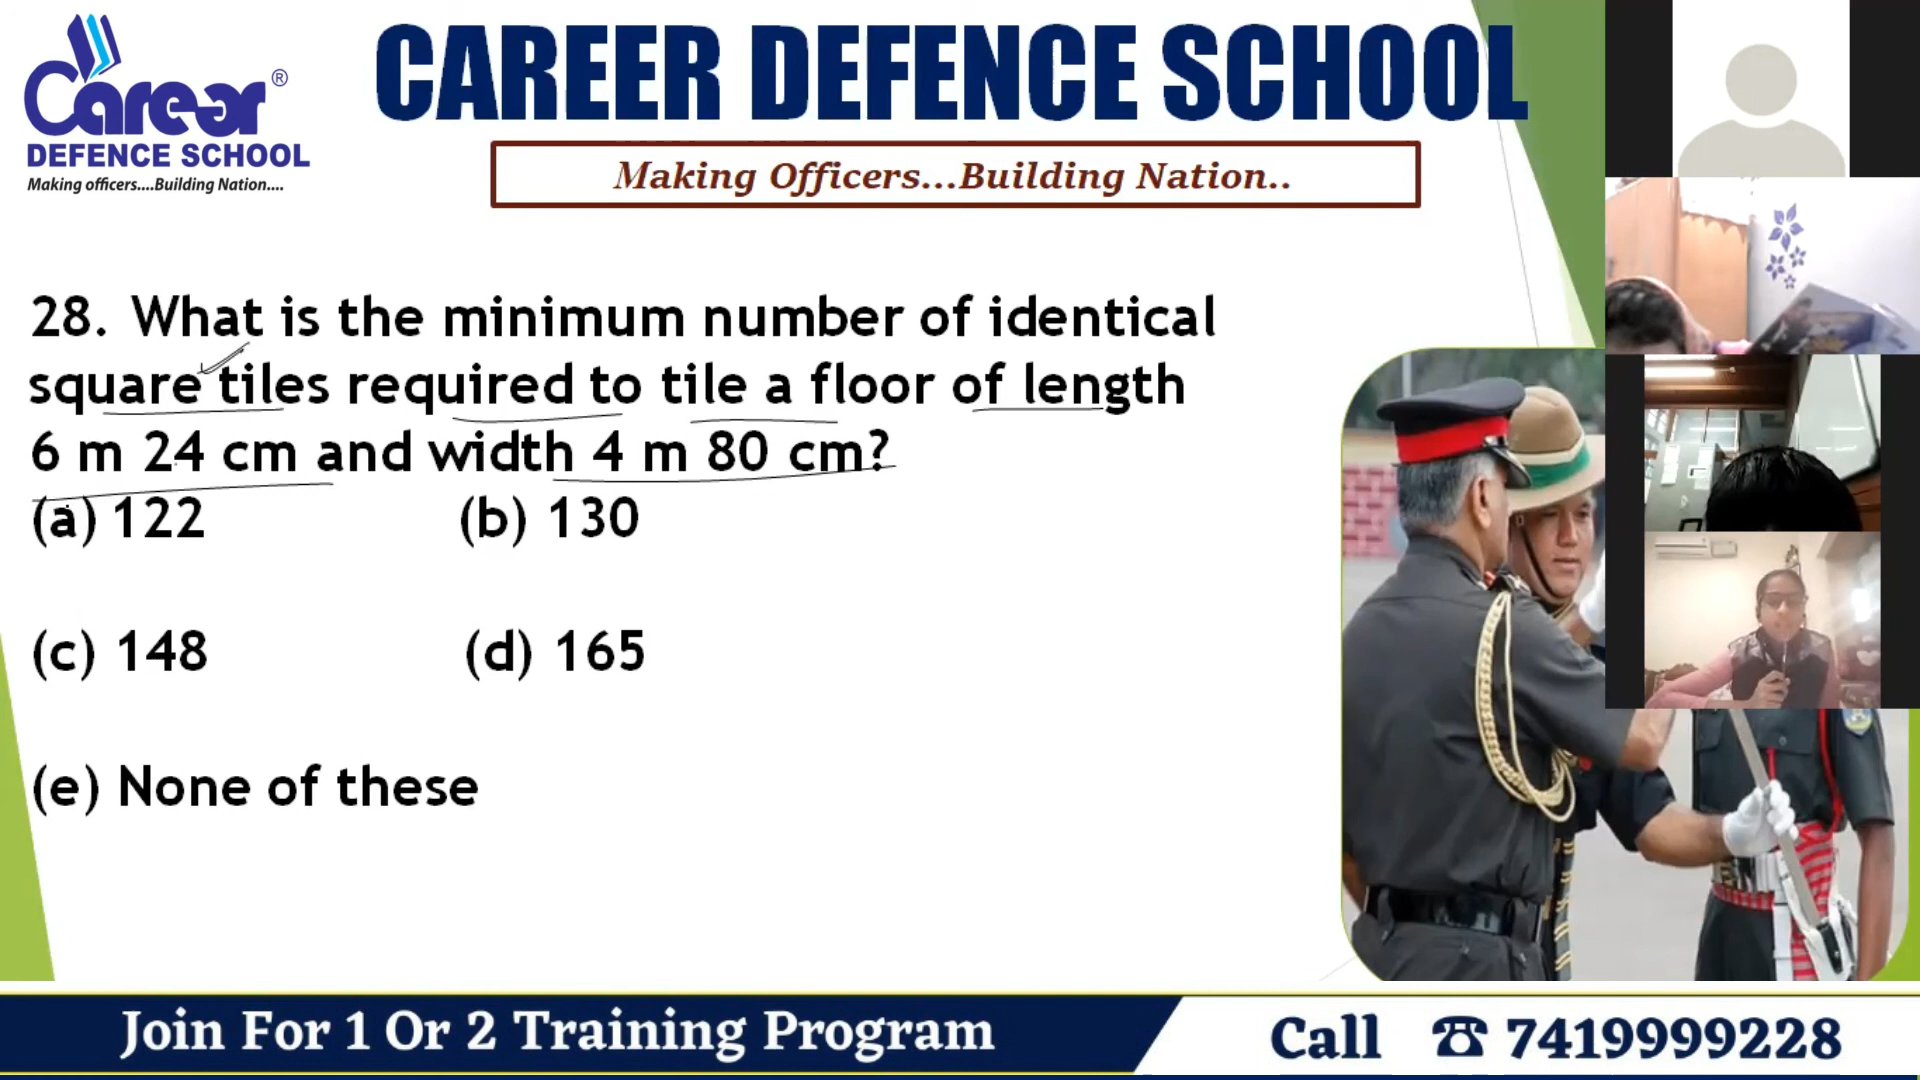 Career®
DEFENCE SCHOOL
Making officers....Building Nation....
CAREER DEFENCE SCHOOL
Making Officers...Building Nation..
28. What is the minimum number of identical
square tiles required to tile a floor of length
6 m 24 cm and width 4 m 80 cm?
(a) 122 (b) 130
(c) 148 (d) 165
(e) None of these
Join For 1 Or 2 Training Program
Call ☎ 7419999228